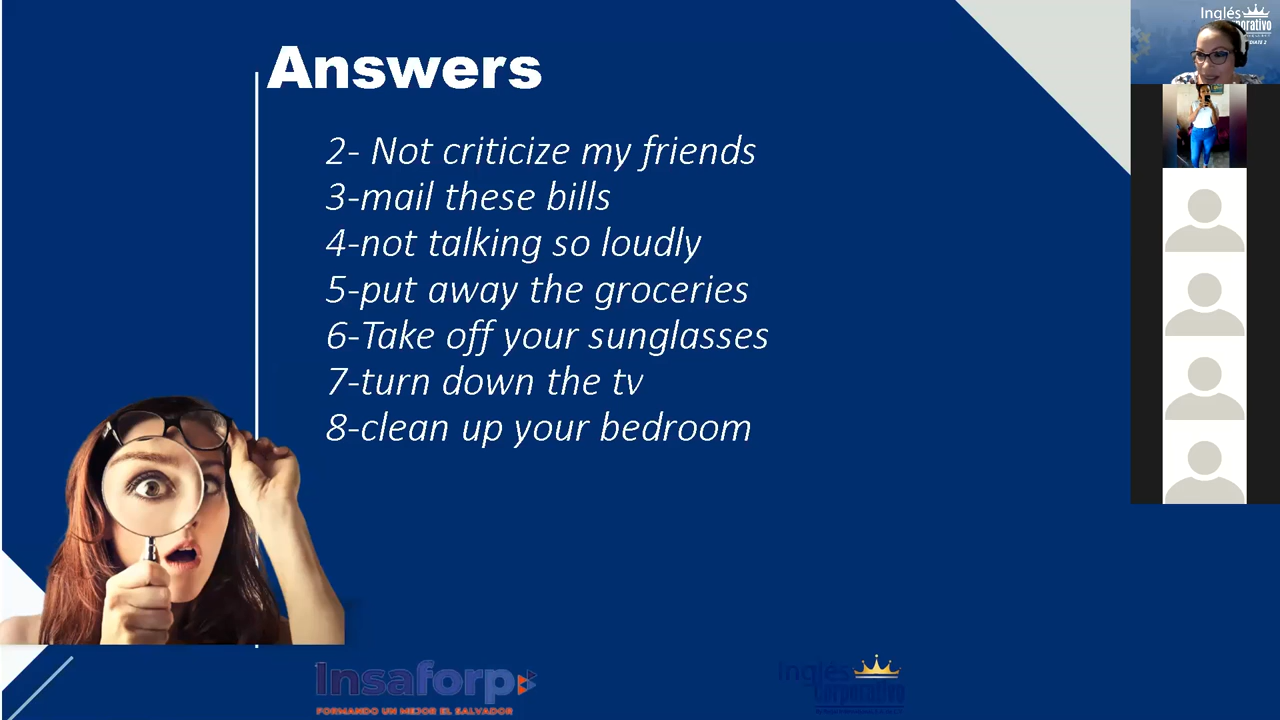 Answers
2- Not criticize my friends
3-mail these bills
4-not talking so loudly
5-put away the groceries
6-Take off your sunglasses
7-turn down the tv
8-clean up your bedroom
Insaforp
FORMANDO UN MEJOR EL SALVADOR
Inglés
Corporativo
Inglés